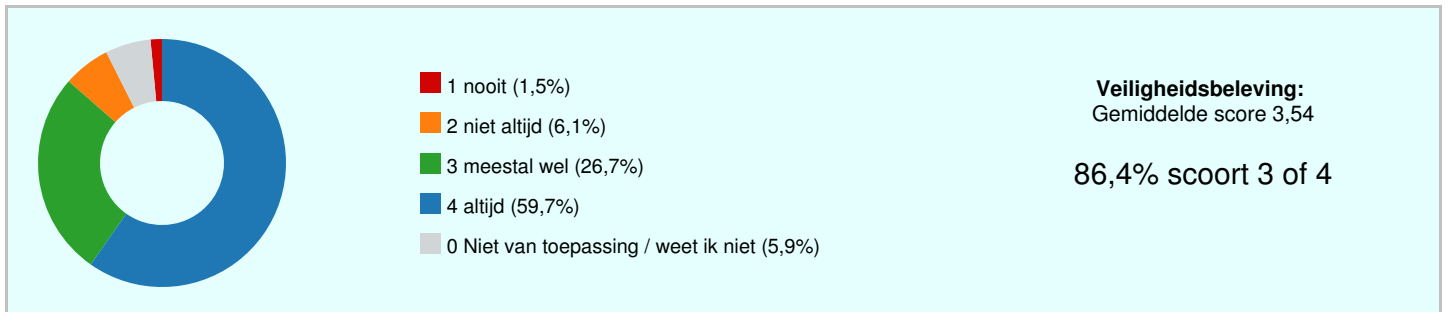 1 nooit (1,5%)
2 niet altijd (6,1%)
3 meestal wel (26,7%)
4 altijd (59,7%)
0 Niet van toepassing / weet ik niet (5,9%)
Veiligheidsbeleving:
Gemiddelde score 3,54
86,4% scoort 3 of 4